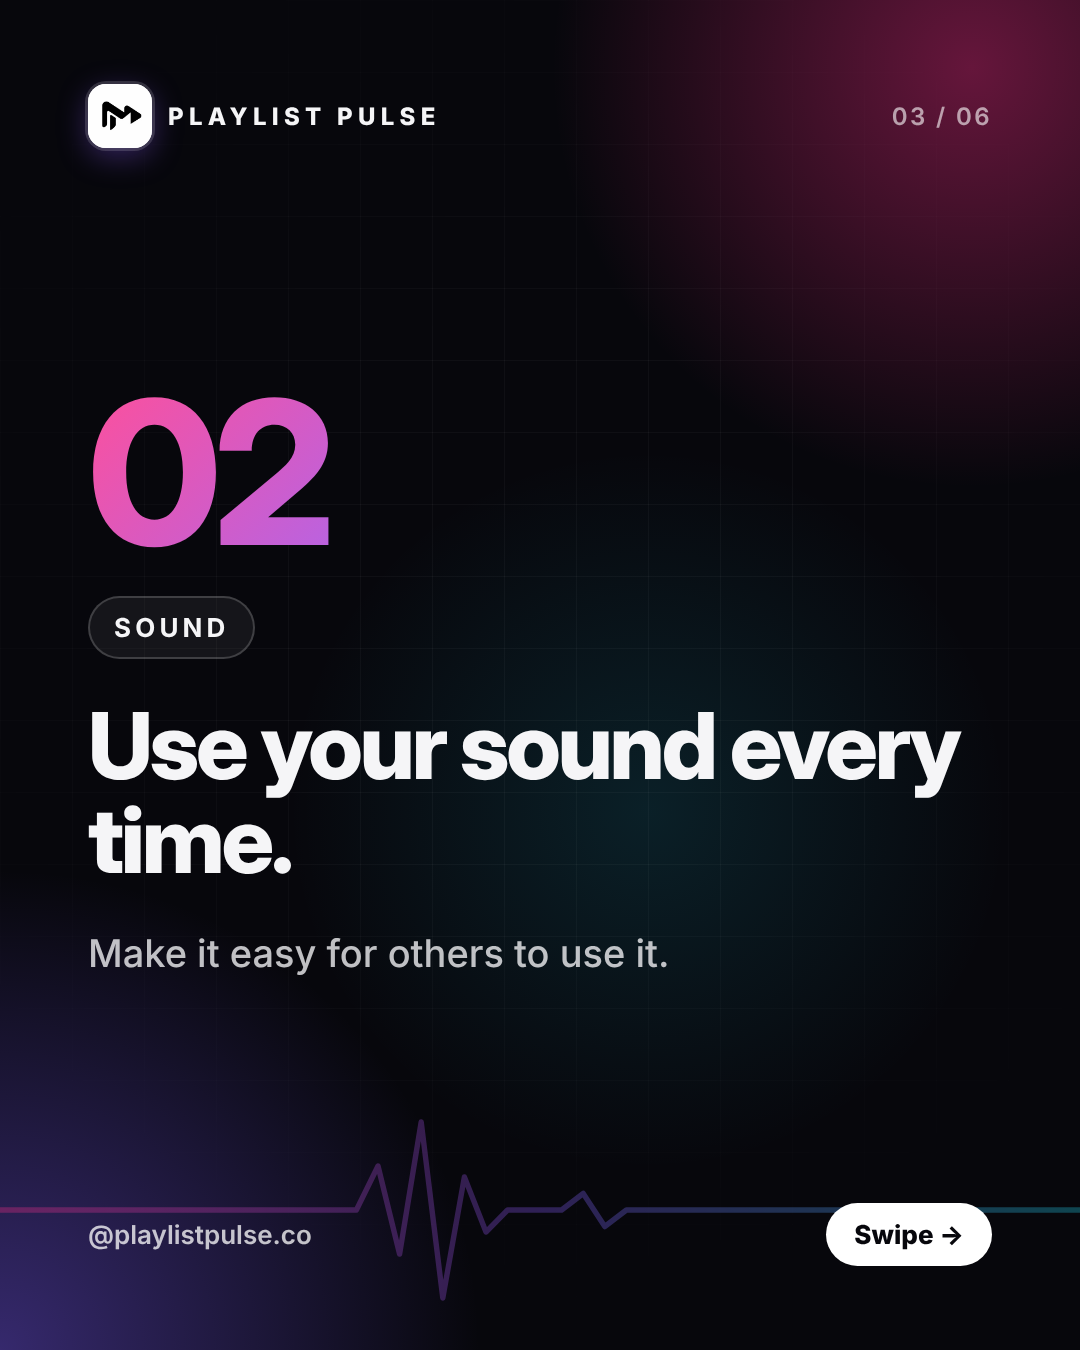 PLAYLIST PULSE
03 / 06
02
SOUND
Use your sound every
time.
Make it easy for others to use it.
@playlistpulse.co
Swipe →